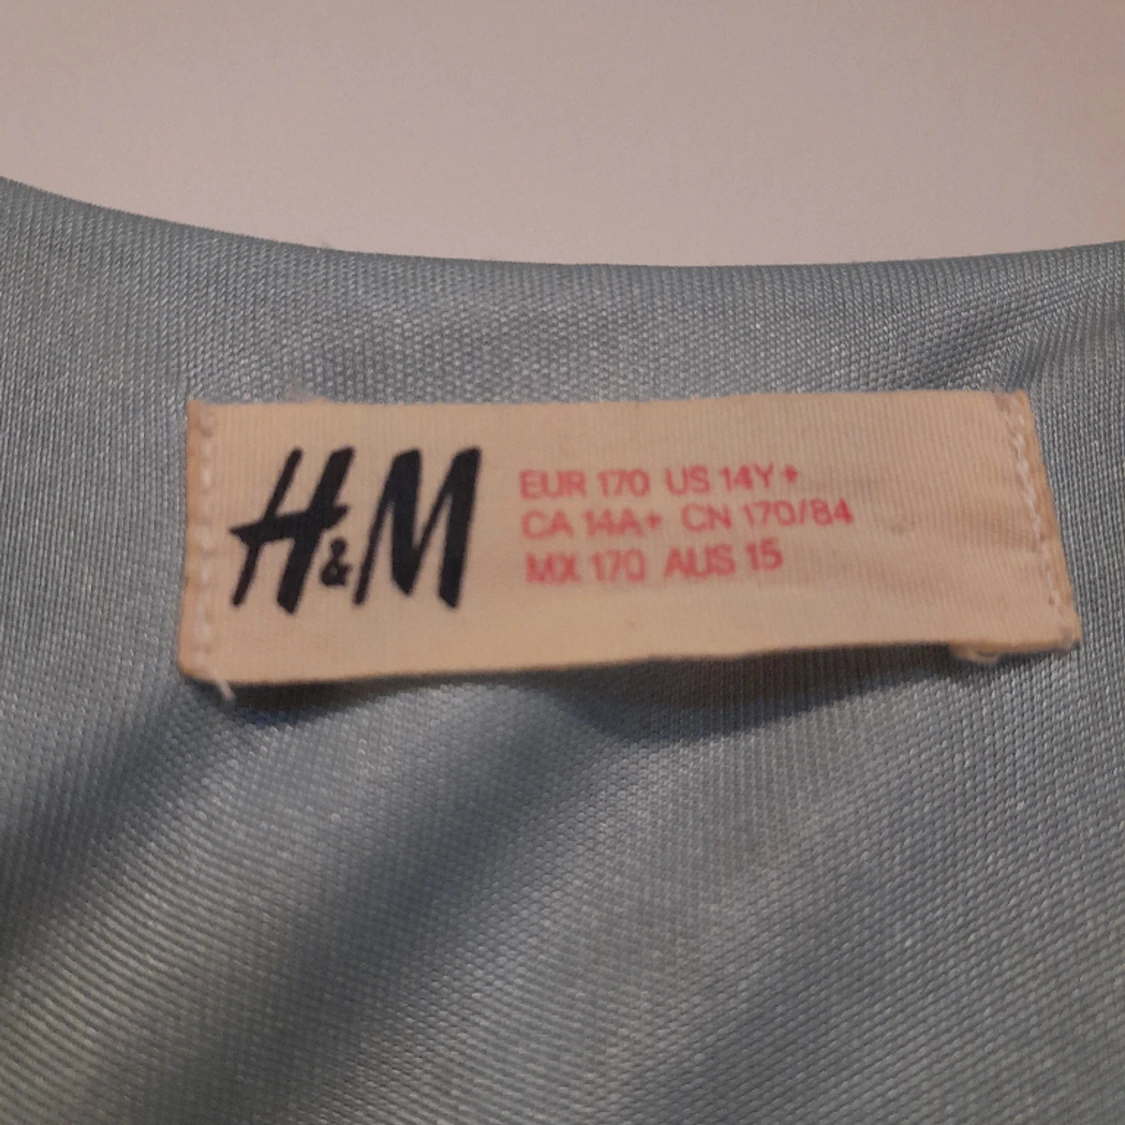 H&M
EUR 170 US 14Y+
CA 14A+ CN 170/84
MX 170 AUS 15